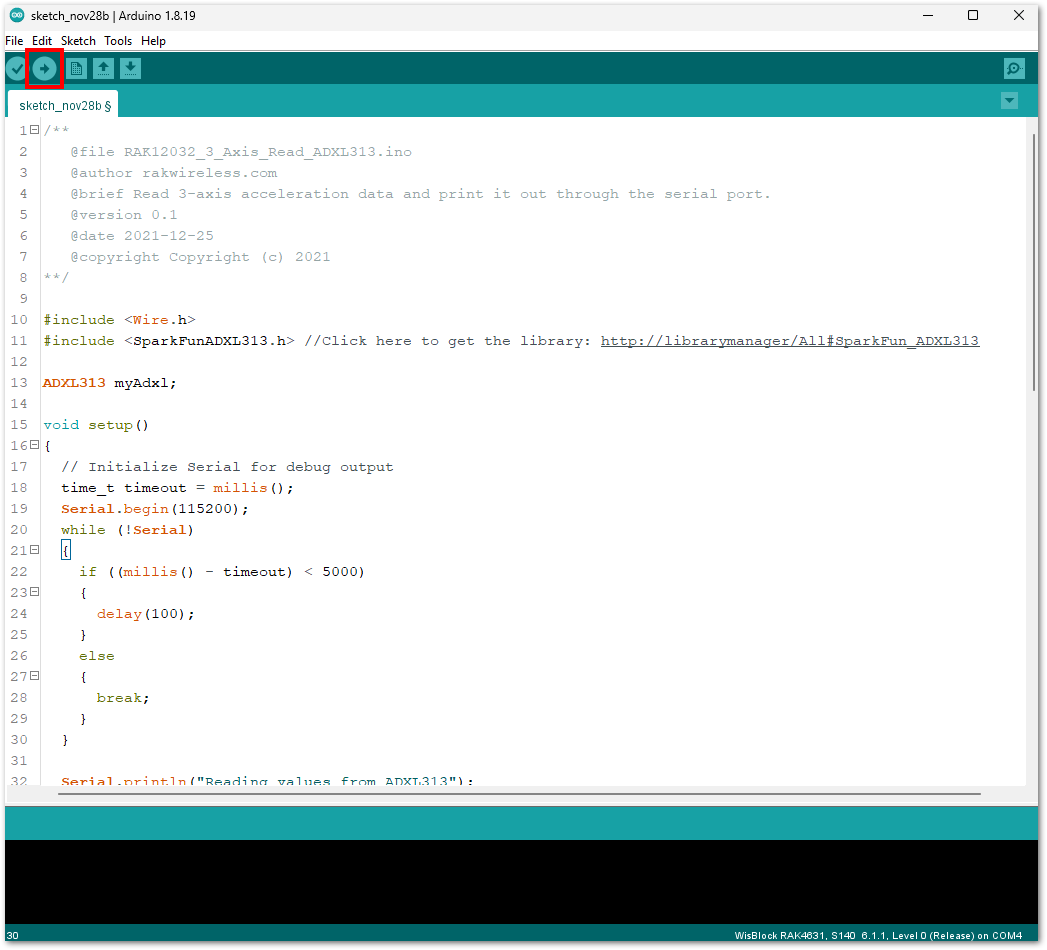 sketch_nov28b | Arduino 1.8.19
File Edit Sketch Tools Help
sketch_nov28b §
1 /**
2 @file RAK12032_3_Axis_Read_ADXL313.ino
3 @author rakwireless.com
4 @brief Read 3-axis acceleration data and print it out through the serial port.
5 @version 0.1
6 @date 2021-12-25
7 @copyright Copyright (c) 2021
8 **/
9
10 #include <Wire.h>
11 #include <SparkFunADXL313.h> //Click here to get the library: http://librarymanager/All#SparkFun_ADXL313
12
13 ADXL313 myAdxl;
14
15 void setup()
16 {
17 // Initialize Serial for debug output
18 time_t timeout = millis();
19 Serial.begin(115200);
20 while (!Serial)
21 {
22 if ((millis() - timeout) < 5000)
23 {
24 delay(100);
25 }
26 else
27 {
28 break;
29 }
30 }
31
32 Serial.println("Reading values from ADXL313");
30 WisBlock RAK4631, S140 6.1.1, Level 0 (Release) on COM4